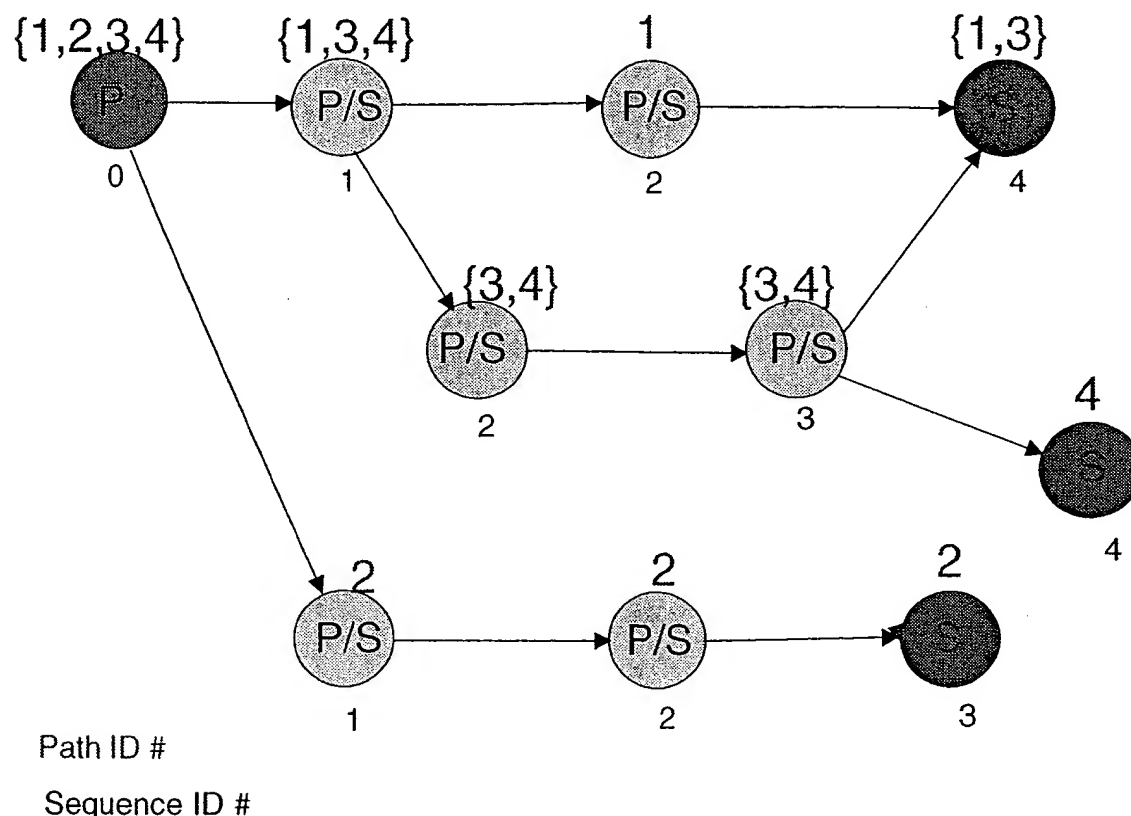 {1,2,3,4} {1,3,4} 1 {1,3}
P P/S P/S S
0 1 2 4
{3,4} {3,4}
P/S P/S
2 3
4
S
4
2 2 2
P/S P/S S
1 2 3
Path ID #
Sequence ID #